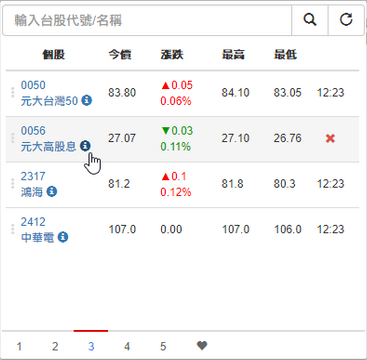 輸入台股代號/名稱
個股 今價 漲跌 最高 最低
0050 83.80 ▲0.05 84.10 83.05 12:23
元大台灣50 0.06%
0056 27.07 ▼0.03 27.10 26.76
元大高股息 0.11%
2317 81.2 ▲0.1 81.8 80.3 12:23
鴻海 0.12%
2412 107.0 0.00 107.0 106.0 12:23
中華電
1 2 3 4 5